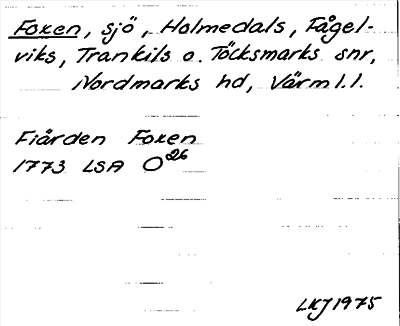 Foxen, sjö, Holmedals, Fågel-
viks, Trankils o. Töcksmarks snr,
Nordmarks hd, Värml.l.
Fiärden Foxen
1773 LSA O26
LKJ 1975